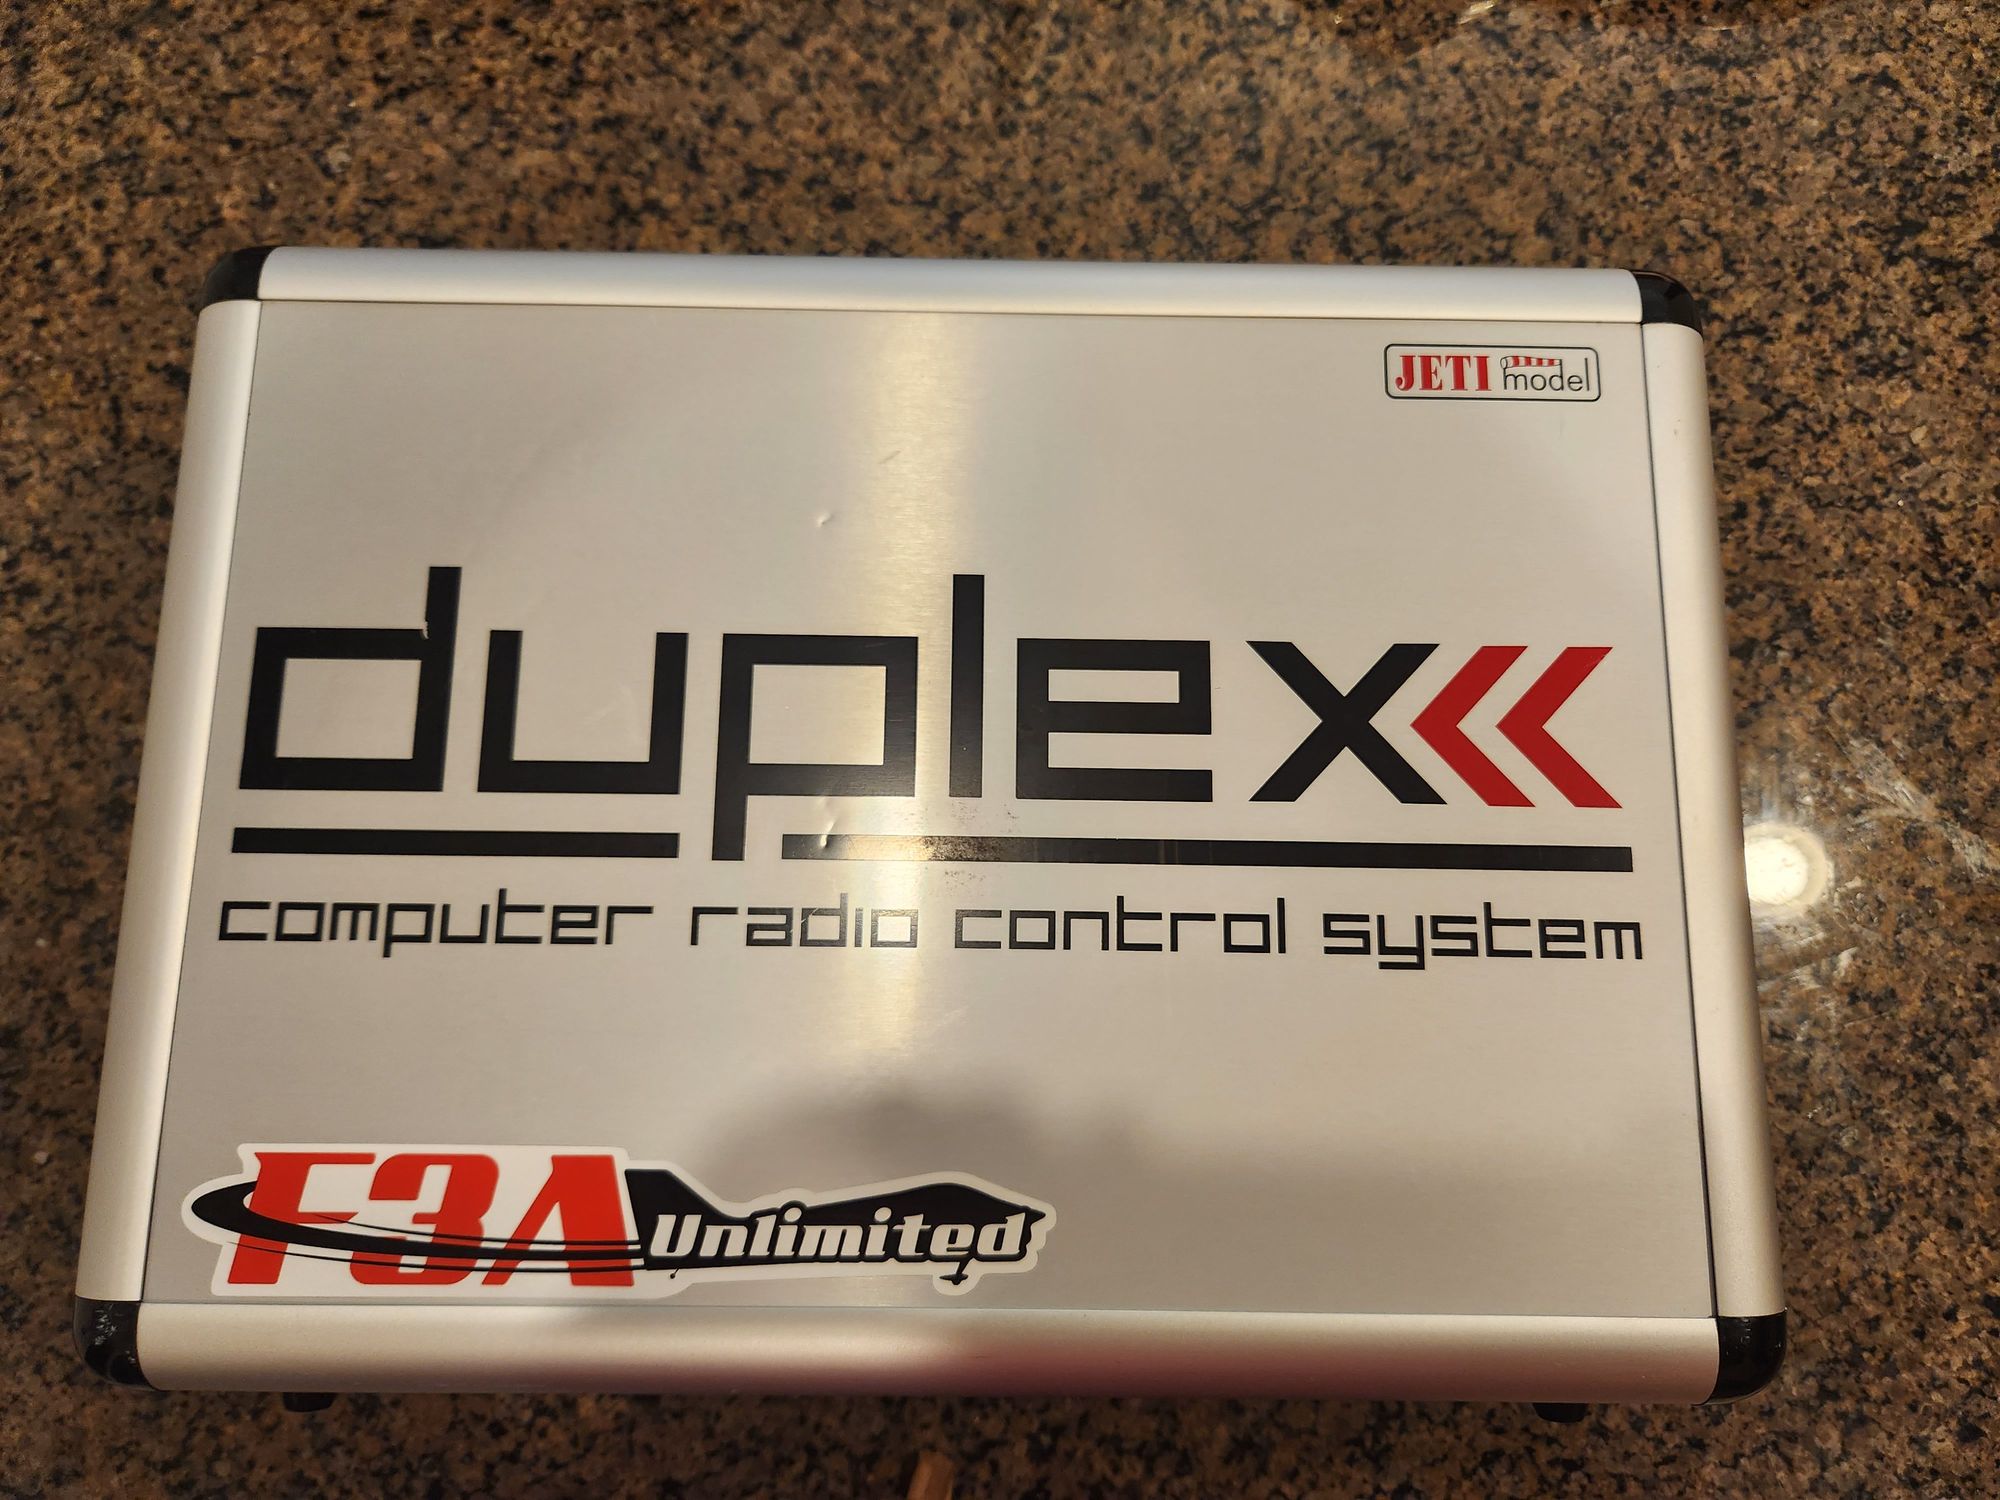 JETI model
duplex
computer radio control system
F3A Unlimited